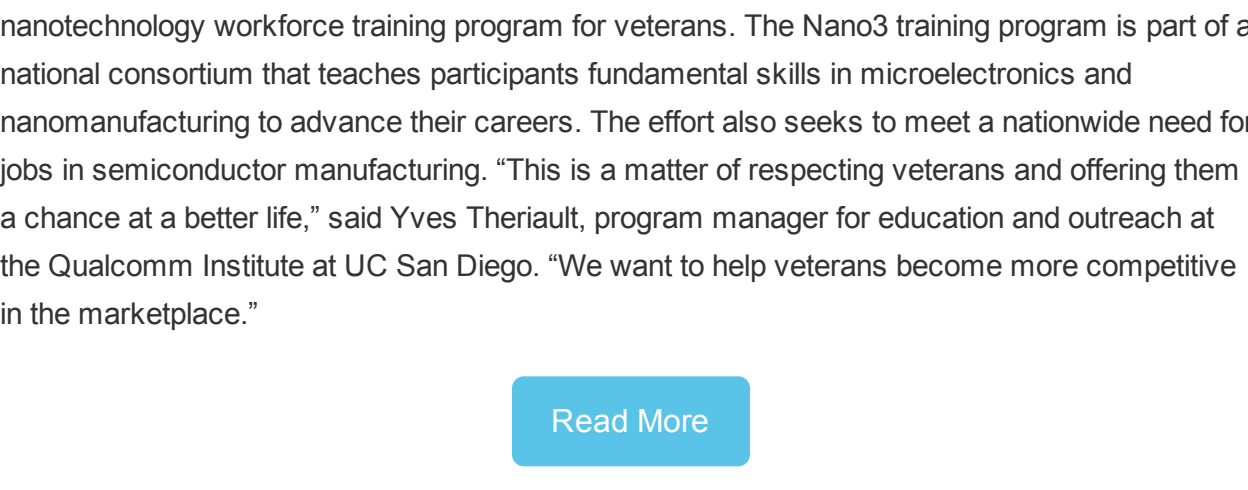 nanotechnology workforce training program for veterans. The Nano3 training program is part of a
national consortium that teaches participants fundamental skills in microelectronics and
nanomanufacturing to advance their careers. The effort also seeks to meet a nationwide need for
jobs in semiconductor manufacturing. “This is a matter of respecting veterans and offering them
a chance at a better life,” said Yves Theriault, program manager for education and outreach at
the Qualcomm Institute at UC San Diego. “We want to help veterans become more competitive
in the marketplace.”
Read More